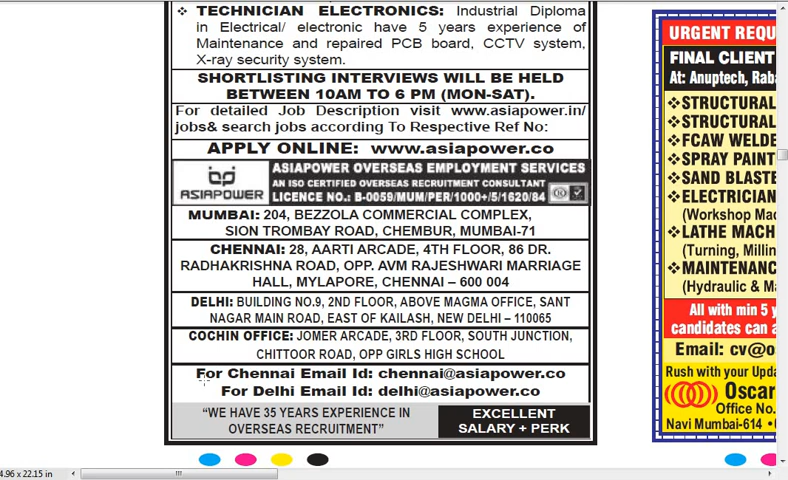 ❖ TECHNICIAN ELECTRONICS: Industrial Diploma
in Electrical/ electronic have 5 years experience of
Maintenance and repaired PCB board, CCTV system,
X-ray security system.
SHORTLISTING INTERVIEWS WILL BE HELD
BETWEEN 10AM TO 6 PM (MON-SAT).
For detailed Job Description visit www.asiapower.in/
jobs& search jobs according To Respective Ref No:
APPLY ONLINE: www.asiapower.co
ASIAPOWER
ASIAPOWER OVERSEAS EMPLOYMENT SERVICES
AN ISO CERTIFIED OVERSEAS RECRUITMENT CONSULTANT
LICENCE NO.: B-0059/MUM/PER/1000+/5/1620/84
MUMBAI: 204, BEZZOLA COMMERCIAL COMPLEX,
SION TROMBAY ROAD, CHEMBUR, MUMBAI-71
CHENNAI: 28, AARTI ARCADE, 4TH FLOOR, 86 DR.
RADHAKRISHNA ROAD, OPP. AVM RAJESHWARI MARRIAGE
HALL, MYLAPORE, CHENNAI – 600 004
DELHI: BUILDING NO.9, 2ND FLOOR, ABOVE MAGMA OFFICE, SANT
NAGAR MAIN ROAD, EAST OF KAILASH, NEW DELHI – 110065
COCHIN OFFICE: JOMER ARCADE, 3RD FLOOR, SOUTH JUNCTION,
CHITTOOR ROAD, OPP GIRLS HIGH SCHOOL
For Chennai Email Id: chennai@asiapower.co
For Delhi Email Id: delhi@asiapower.co
“WE HAVE 35 YEARS EXPERIENCE IN
OVERSEAS RECRUITMENT”
EXCELLENT
SALARY + PERK
URGENT REQU
FINAL CLIENT
At: Anuptech, Raba
❖STRUCTURAL
❖STRUCTURAL
❖FCAW WELDE
❖SPRAY PAINT
❖SAND BLASTE
❖ELECTRICIAN
(Workshop Mac
❖LATHE MACH
(Turning, Millin
❖MAINTENANC
(Hydraulic & Ma
All with min 5 y
candidates can a
Email: cv@o
Rush with your Upda
Oscar
Office No.
Navi Mumbai-614 •
4.96 x 22.15 in